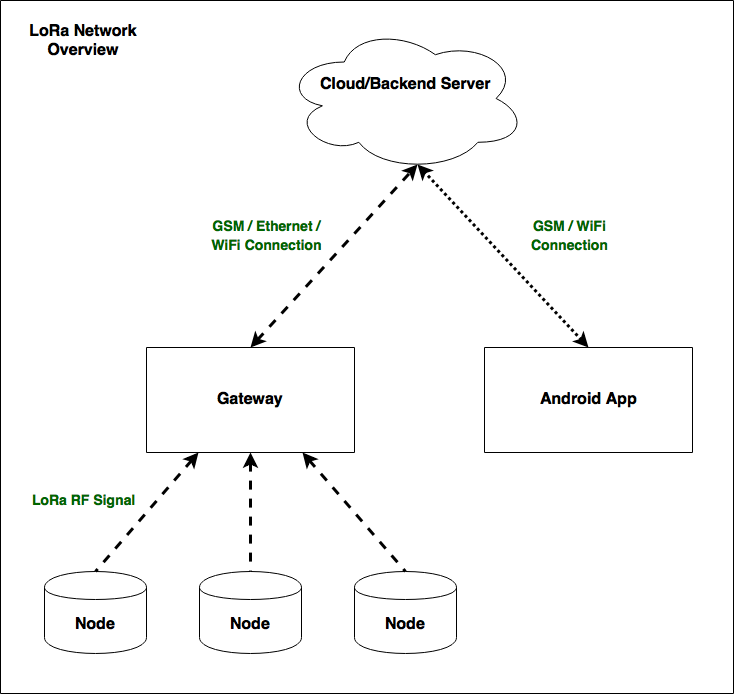 LoRa Network
Overview
Cloud/Backend Server
GSM / Ethernet /
WiFi Connection
GSM / WiFi
Connection
Gateway
Android App
LoRa RF Signal
Node
Node
Node